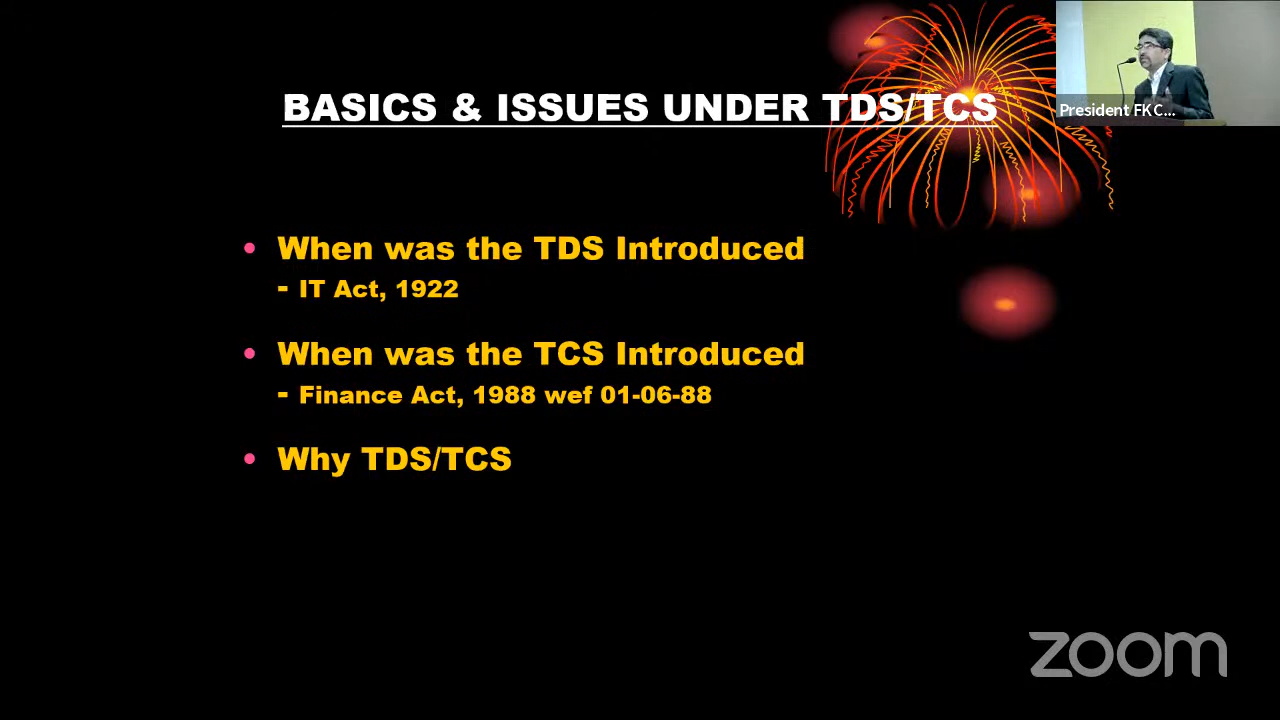 BASICS & ISSUES UNDER TDS/TCS
President FKC...
• When was the TDS Introduced
- IT Act, 1922
• When was the TCS Introduced
- Finance Act, 1988 wef 01-06-88
• Why TDS/TCS
zoom